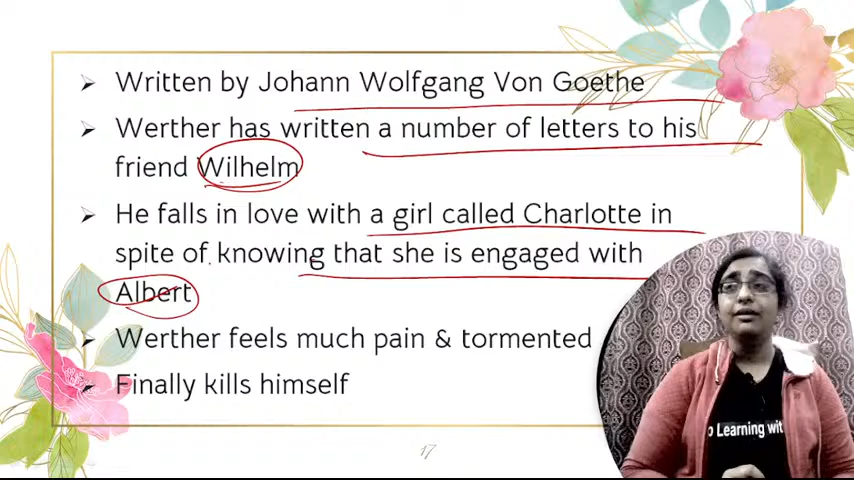 Written by Johann Wolfgang Von Goethe
Werther has written a number of letters to his
friend Wilhelm
He falls in love with a girl called Charlotte in
spite of knowing that she is engaged with
Albert
Werther feels much pain & tormented
Finally kills himself
Learning wit
17